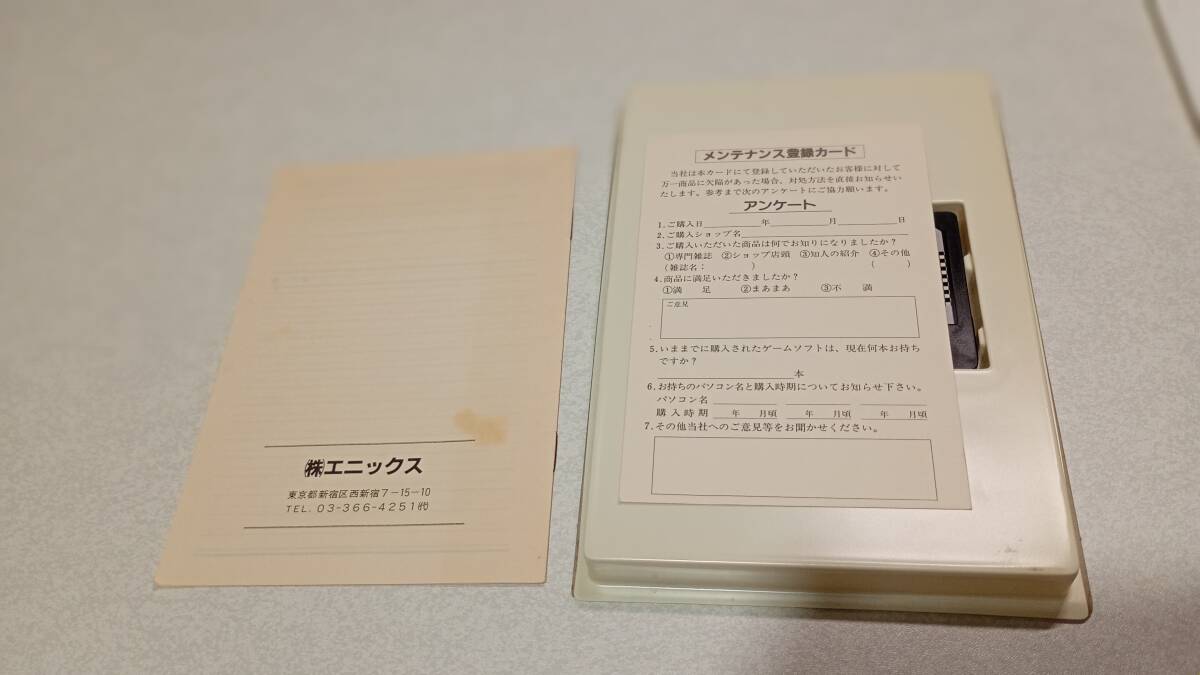 ㈱エニックス
東京都新宿区西新宿7-15-10
TEL. 03-366-4251㈹
メンテナンス登録カード
当社は本カードにて登録していただいたお客様に対して
万一商品に欠陥があった場合、対処方法を直接お知らせい
たします。参考まで次のアンケートにご協力願います。
アンケート
1.ご購入日 年 月 日
2.ご購入ショップ名
3.ご購入いただいた商品は何でお知りになりましたか?
①専門雑誌 ②ショップ店頭 ③知人の紹介 ④その他
(雑誌名: ) ( )
4.商品に満足いただきましたか?
①満 足 ②まあまあ ③不 満
ご意見
5.いままでに購入されたゲームソフトは、現在何本お持ち
ですか?
本
6.お持ちのパソコン名と購入時期についてお知らせ下さい。
パソコン名
購入時期 年 月頃 年 月頃 年 月頃
7.その他当社へのご意見等をお聞かせください。